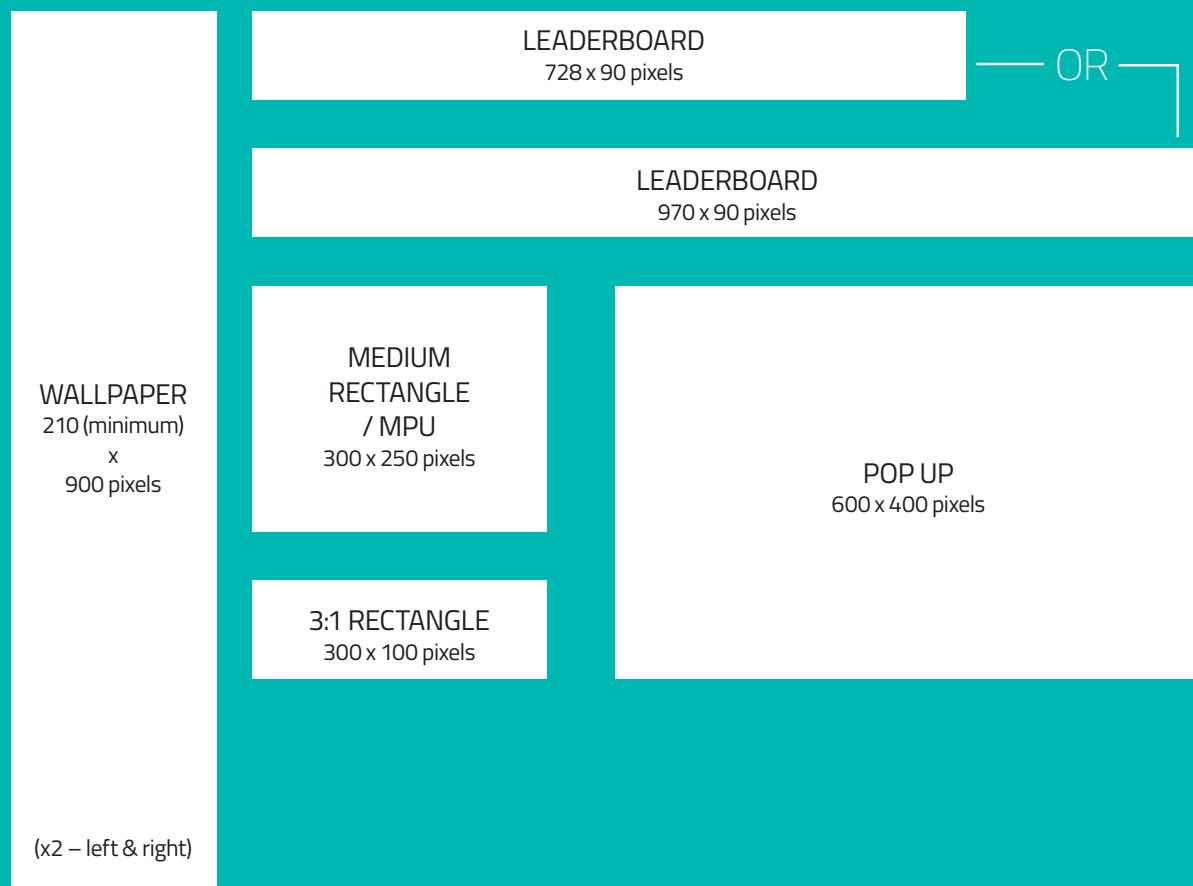 LEADERBOARD
728 x 90 pixels
OR
LEADERBOARD
970 x 90 pixels
WALLPAPER
210 (minimum)
x
900 pixels
(x2 – left & right)
MEDIUM
RECTANGLE
/ MPU
300 x 250 pixels
POP UP
600 x 400 pixels
3:1 RECTANGLE
300 x 100 pixels